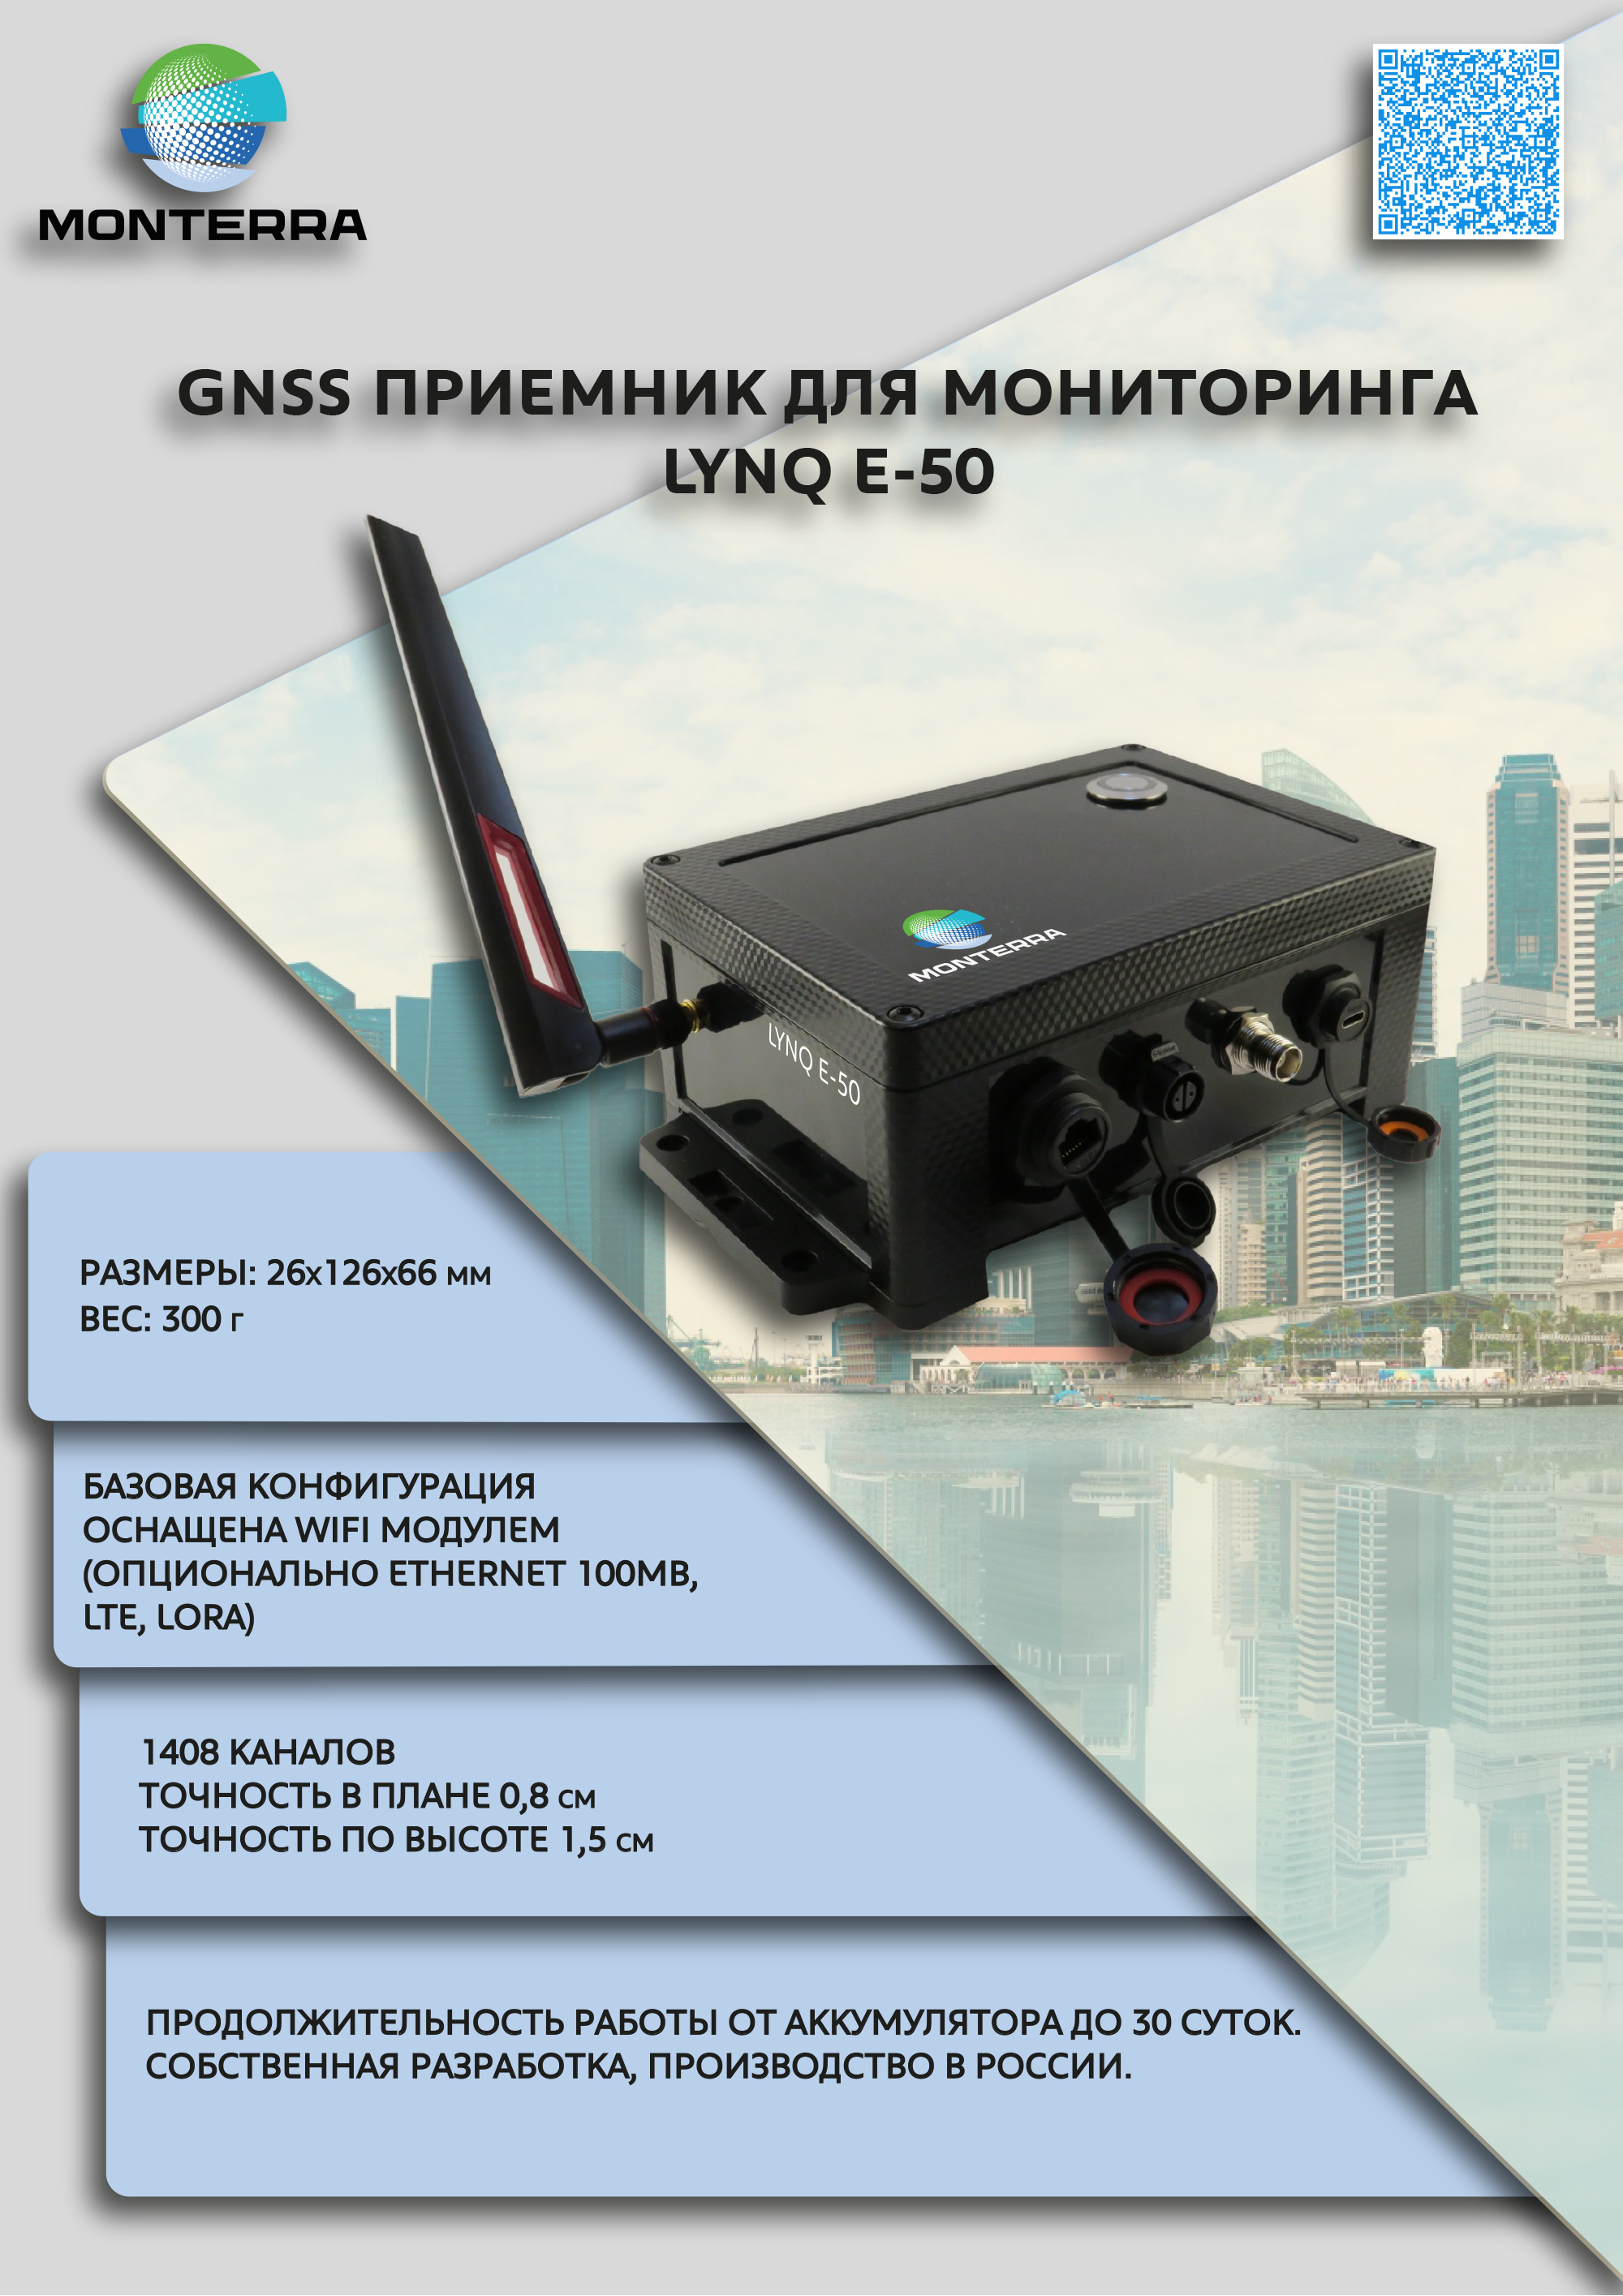 MONTERRA
GNSS ПРИЕМНИК ДЛЯ МОНИТОРИНГА
LYNQ E-50
MONTERRA
LYNQ E-50
РАЗМЕРЫ: 26х126х66 мм
ВЕС: 300 г
БАЗОВАЯ КОНФИГУРАЦИЯ
ОСНАЩЕНА WIFI МОДУЛЕМ
(ОПЦИОНАЛЬНО ETHERNET 100MB,
LTE, LORA)
1408 КАНАЛОВ
ТОЧНОСТЬ В ПЛАНЕ 0,8 см
ТОЧНОСТЬ ПО ВЫСОТЕ 1,5 см
ПРОДОЛЖИТЕЛЬНОСТЬ РАБОТЫ ОТ АККУМУЛЯТОРА ДО 30 СУТОК.
СОБСТВЕННАЯ РАЗРАБОТКА, ПРОИЗВОДСТВО В РОССИИ.